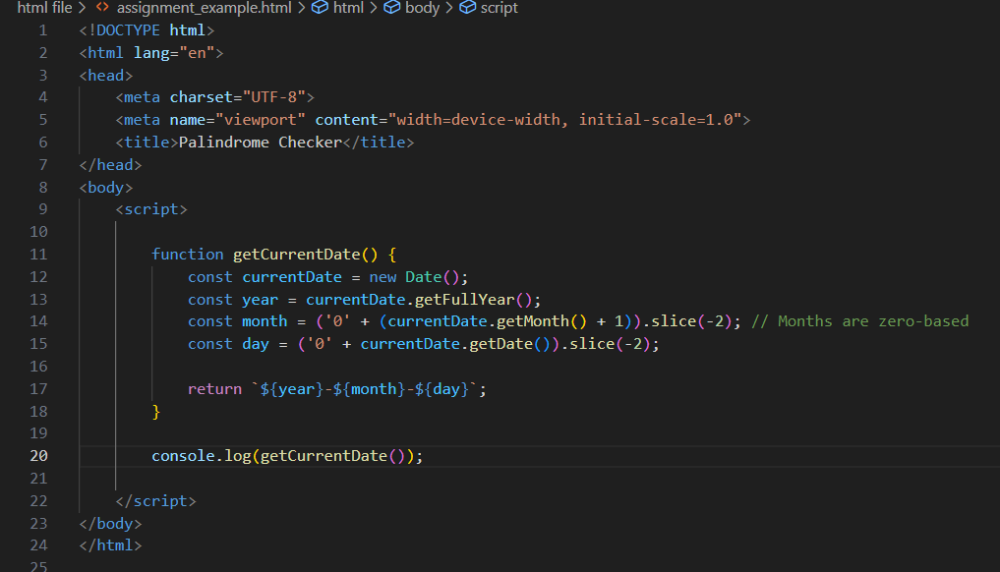 html file > <> assignment_example.html > html > body > script
1 <!DOCTYPE html>
2 <html lang="en">
3 <head>
4     <meta charset="UTF-8">
5     <meta name="viewport" content="width=device-width, initial-scale=1.0">
6     <title>Palindrome Checker</title>
7 </head>
8 <body>
9     <script>
10
11         function getCurrentDate() {
12             const currentDate = new Date();
13             const year = currentDate.getFullYear();
14             const month = ('0' + (currentDate.getMonth() + 1)).slice(-2); // Months are zero-based
15             const day = ('0' + currentDate.getDate()).slice(-2);
16
17             return `${year}-${month}-${day}`;
18         }
19
20         console.log(getCurrentDate());
21
22     </script>
23 </body>
24 </html>
25